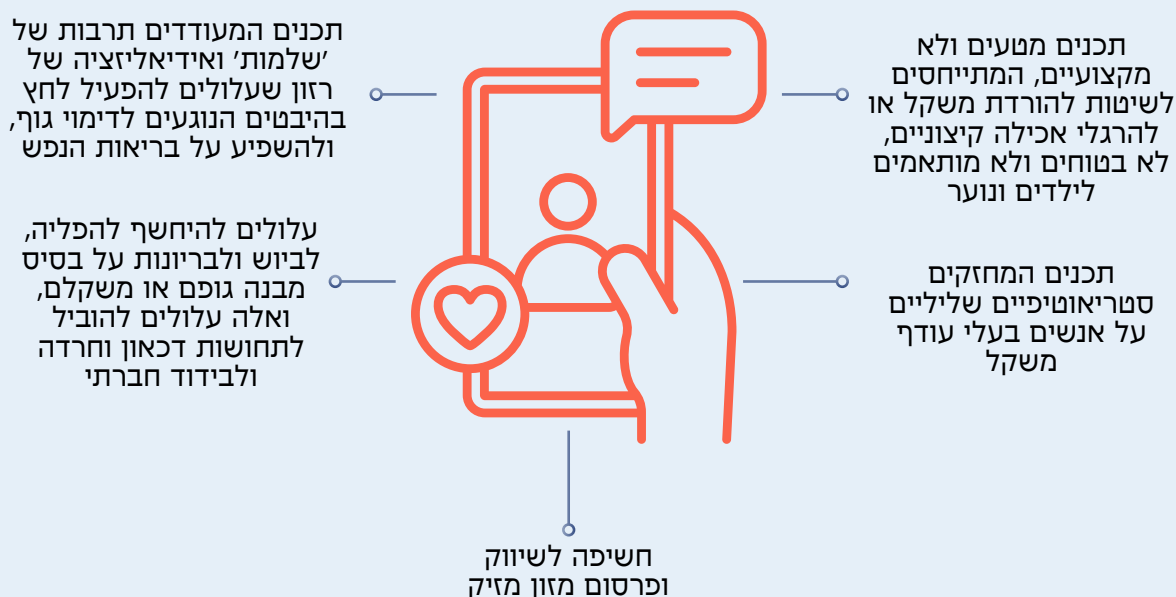 תכנים מטעים ולא
מקצועיים, המתייחסים
לשיטות להורדת משקל או
להרגלי אכילה קיצוניים,
לא בטוחים ולא מותאמים
לילדים ונוער
תכנים המעודדים תרבות של
'שלמות' ואידיאליזציה של
רזון שעלולים להפעיל לחץ
בהיבטים הנוגעים לדימוי גוף,
ולהשפיע על בריאות הנפש
תכנים המחזקים
סטריאוטיפיים שליליים
על אנשים בעלי עודף
משקל
עלולים להיחשף להפליה,
לביוש ולבריונות על בסיס
מבנה גופם או משקלם,
ואלה עלולים להוביל
לתחושות דכאון וחרדה
ולבידוד חברתי
חשיפה לשיווק
ופרסום מזון מזיק